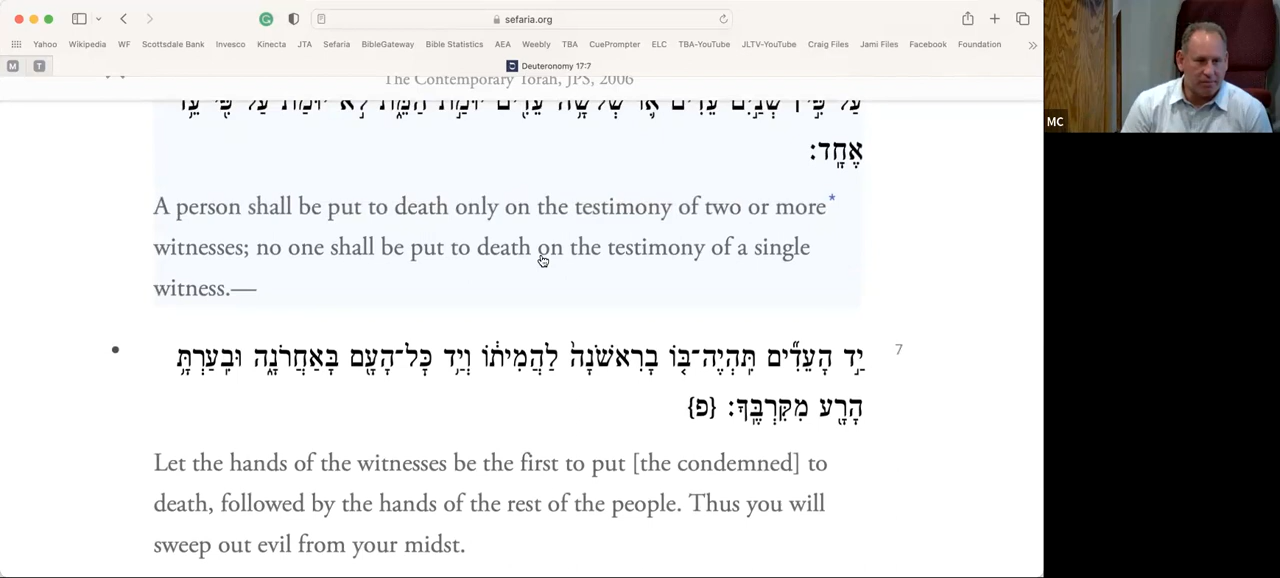 sefaria.org
Yahoo Wikipedia WF Scottsdale Bank Invesco Kinecta JTA Sefaria BibleGateway Bible Statistics AEA Weebly TBA CuePrompter ELC TBA-YouTube JLTV-YouTube Craig Files Jami Files Facebook Foundation
M T Deuteronomy 17:7
The Contemporary Torah, JPS, 2006
עַל־פִּ֣י ׀ שְׁנַ֣יִם עֵדִ֗ים א֛וֹ שְׁלֹשָׁ֥ה עֵדִ֖ים יוּמַ֣ת הַמֵּ֑ת לֹ֣א יוּמַ֔ת עַל־פִּ֖י עֵ֥ד
אֶחָֽד׃
A person shall be put to death only on the testimony of two or more*
witnesses; no one shall be put to death on the testimony of a single
witness.—
יַ֣ד הָעֵדִ֞ים תִּֽהְיֶה־בּ֤וֹ בָרִאשֹׁנָה֙ לַהֲמִית֔וֹ וְיַ֥ד כׇּל־הָעָ֖ם בָּאַחֲרֹנָ֑ה וּבִֽעַרְתָּ֥ 7
הָרָ֖ע מִקִּרְבֶּֽךָ׃ {פ}
Let the hands of the witnesses be the first to put [the condemned] to
death, followed by the hands of the rest of the people. Thus you will
sweep out evil from your midst.
MC